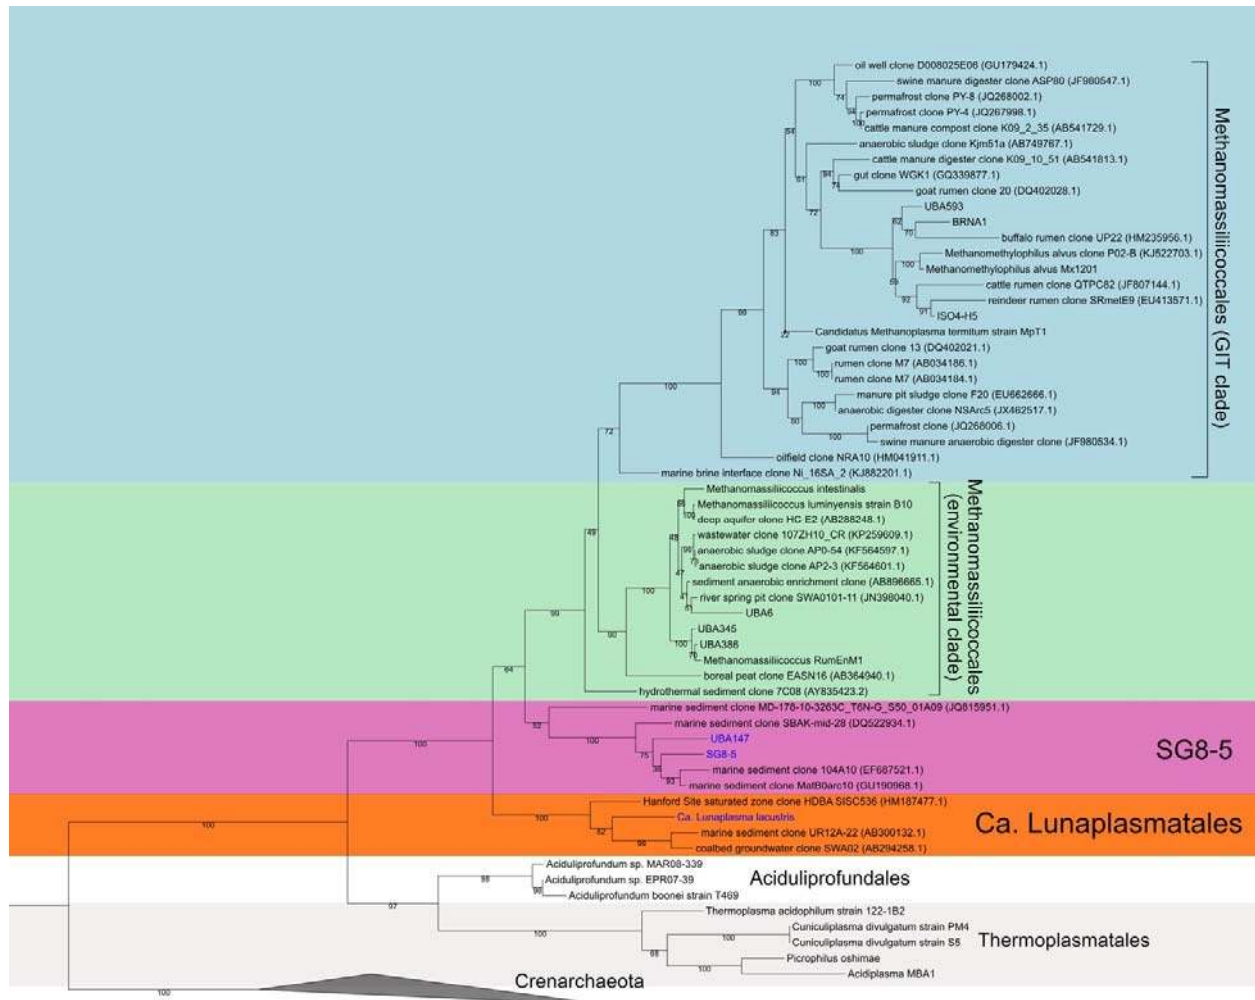 oil well clone D008025E06 (GU179424.1)
swine manure digester clone ASP80 (JF980547.1)
permafrost clone PY-8 (JQ268002.1)
permafrost clone PY-4 (JQ267998.1)
cattle manure compost clone K09_2_35 (AB541729.1)
anaerobic sludge clone Kjm51a (AB749767.1)
cattle manure digester clone K09_10_51 (AB541813.1)
gut clone WGK1 (GQ339877.1)
goat rumen clone 20 (DQ402028.1)
UBA593
BRNA1
buffalo rumen clone UP22 (HM235956.1)
Methanomethylophilus alvus clone P02-B (KJ522703.1)
Methanomethylophilus alvus Mx1201
cattle rumen clone QTPC82 (JF807144.1)
reindeer rumen clone SRmetE9 (EU413571.1)
ISO4-H5
Candidatus Methanoplasma termitum strain MpT1
goat rumen clone 13 (DQ402021.1)
rumen clone M7 (AB034186.1)
rumen clone M7 (AB034184.1)
manure pit sludge clone F20 (EU662666.1)
anaerobic digester clone NSArc5 (JX462517.1)
permafrost clone (JQ268006.1)
swine manure anaerobic digester clone (JF980534.1)
oilfield clone NRA10 (HM041911.1)
marine brine interface clone Ni_16SA_2 (KJ882201.1)
Methanomassiliicoccales (GIT clade)
Methanomassiliicoccus intestinalis
Methanomassiliicoccus luminyensis strain B10
deep aquifer clone HC E2 (AB288248.1)
wastewater clone 107ZH10_CR (KP259609.1)
anaerobic sludge clone AP0-54 (KF564597.1)
anaerobic sludge clone AP2-3 (KF564601.1)
sediment anaerobic enrichment clone (AB896665.1)
river spring pit clone SWA0101-11 (JN398040.1)
UBA6
UBA345
UBA386
Methanomassiliicoccus RumEnM1
boreal peat clone EASN16 (AB364940.1)
hydrothermal sediment clone 7C08 (AY835423.2)
Methanomassiliicoccales
(environmental clade)
marine sediment clone MD-178-10-3263C_T6N-G_S50_01A09 (JQ815951.1)
marine sediment clone SBAK-mid-28 (DQ522934.1)
UBA147
SG8-5
marine sediment clone 104A10 (EF687521.1)
marine sediment clone MatB0arc10 (GU190968.1)
SG8-5
Hanford Site saturated zone clone HDBA SISC536 (HM187477.1)
Ca. Lunaplasma lacustris
marine sediment clone UR12A-22 (AB300132.1)
coalbed groundwater clone SWA02 (AB294258.1)
Ca. Lunaplasmatales
Aciduliprofundum sp. MAR08-339
Aciduliprofundum sp. EPR07-39
Aciduliprofundum boonei strain T469
Aciduliprofundales
Thermoplasma acidophilum strain 122-1B2
Cuniculiplasma divulgatum strain PM4
Cuniculiplasma divulgatum strain S5
Picrophilus oshimae
Acidiplasma MBA1
Thermoplasmatales
Crenarchaeota
100